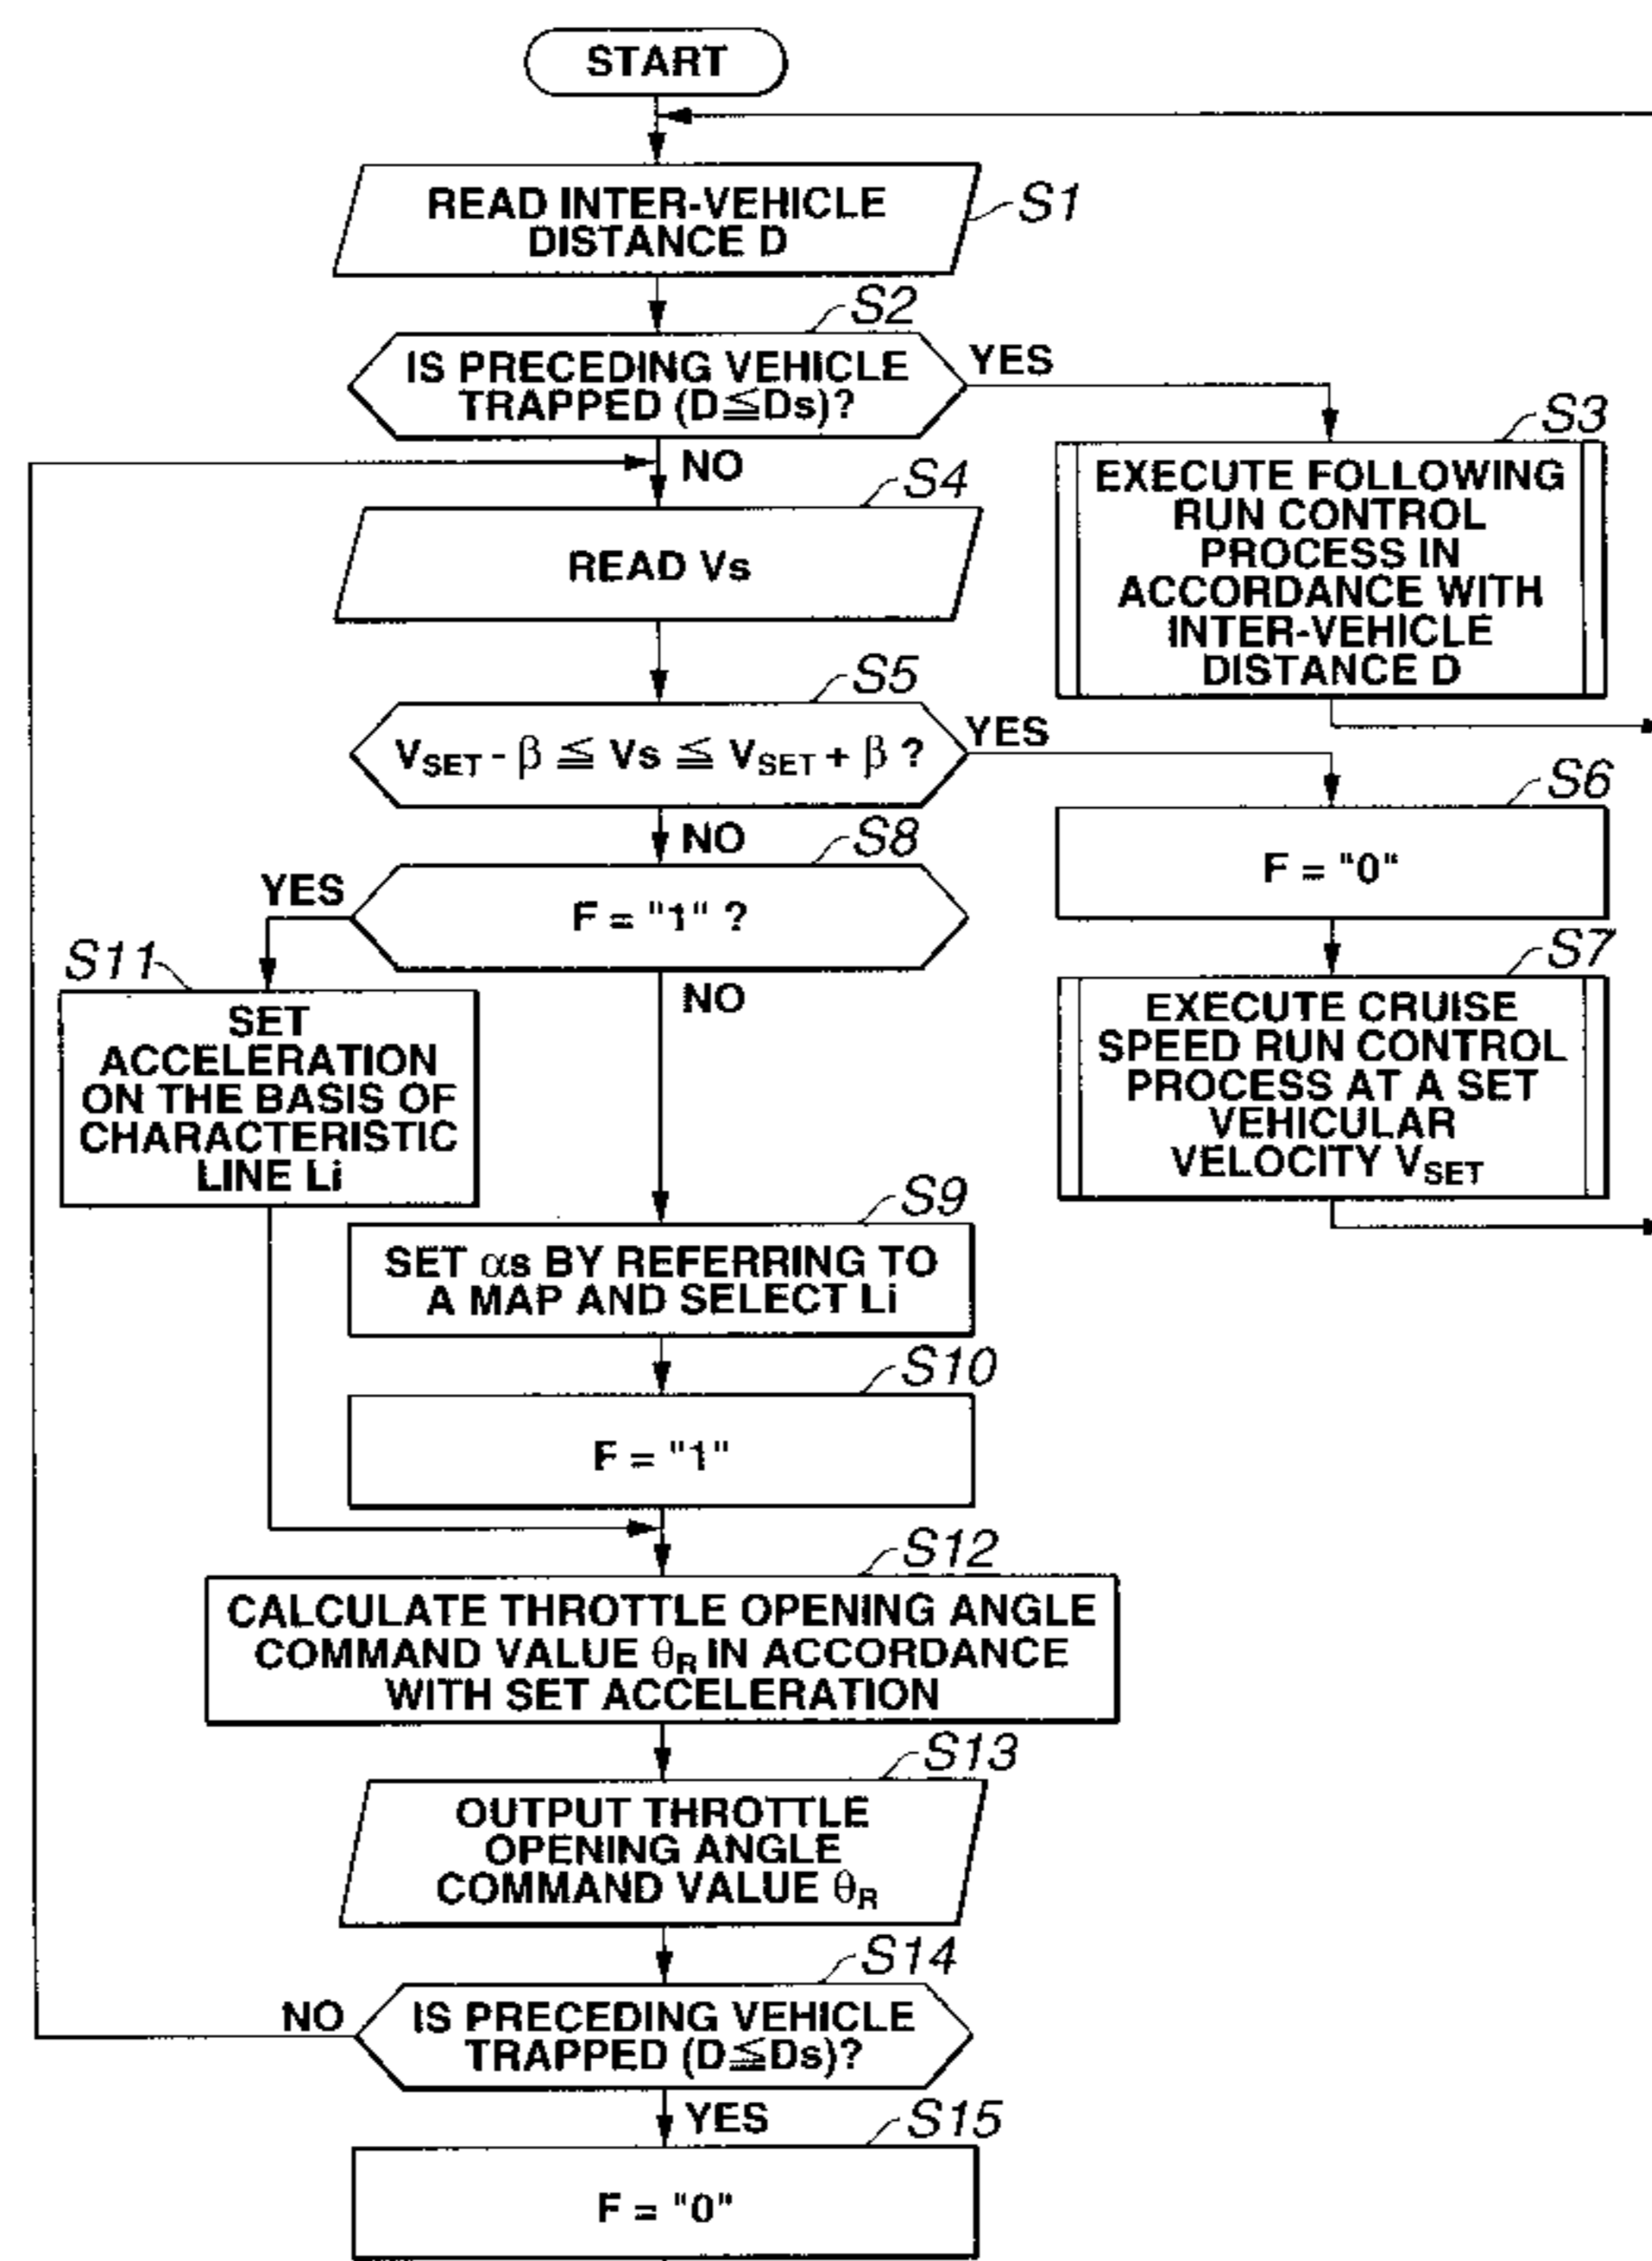 START
READ INTER-VEHICLE
DISTANCE D
S1
S2
IS PRECEDING VEHICLE
TRAPPED (D≦Ds)?
YES
NO
S3
EXECUTE FOLLOWING
RUN CONTROL
PROCESS IN
ACCORDANCE WITH
INTER-VEHICLE
DISTANCE D
S4
READ Vs
S5
VSET - β ≦ Vs ≦ VSET + β ?
YES
NO
S6
F = "0"
S7
EXECUTE CRUISE
SPEED RUN CONTROL
PROCESS AT A SET
VEHICULAR
VELOCITY VSET
S8
F = "1" ?
YES
NO
S11
SET
ACCELERATION
ON THE BASIS OF
CHARACTERISTIC
LINE Li
S9
SET αs BY REFERRING TO
A MAP AND SELECT Li
S10
F = "1"
S12
CALCULATE THROTTLE OPENING ANGLE
COMMAND VALUE θR IN ACCORDANCE
WITH SET ACCELERATION
S13
OUTPUT THROTTLE
OPENING ANGLE
COMMAND VALUE θR
S14
IS PRECEDING VEHICLE
TRAPPED (D≦Ds)?
NO
YES
S15
F = "0"